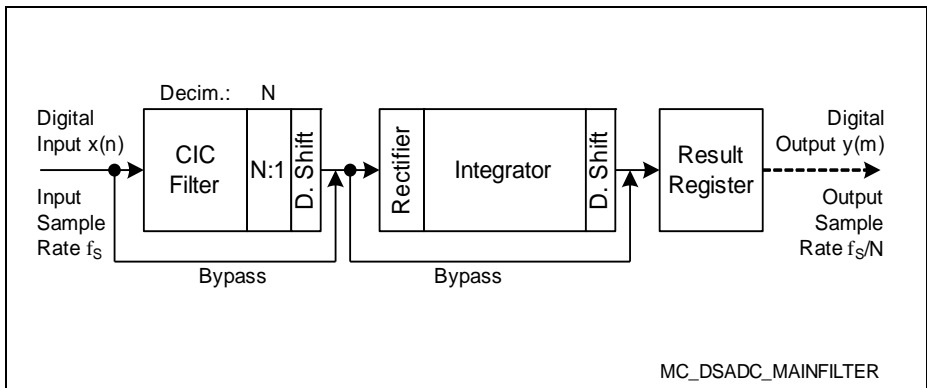 Decim.: N
Digital
Input x(n)
CIC
Filter
N:1
D. Shift
Rectifier
Integrator
D. Shift
Result
Register
Digital
Output y(m)
Input
Sample
Rate fS
Output
Sample
Rate fS/N
Bypass
Bypass
MC_DSADC_MAINFILTER